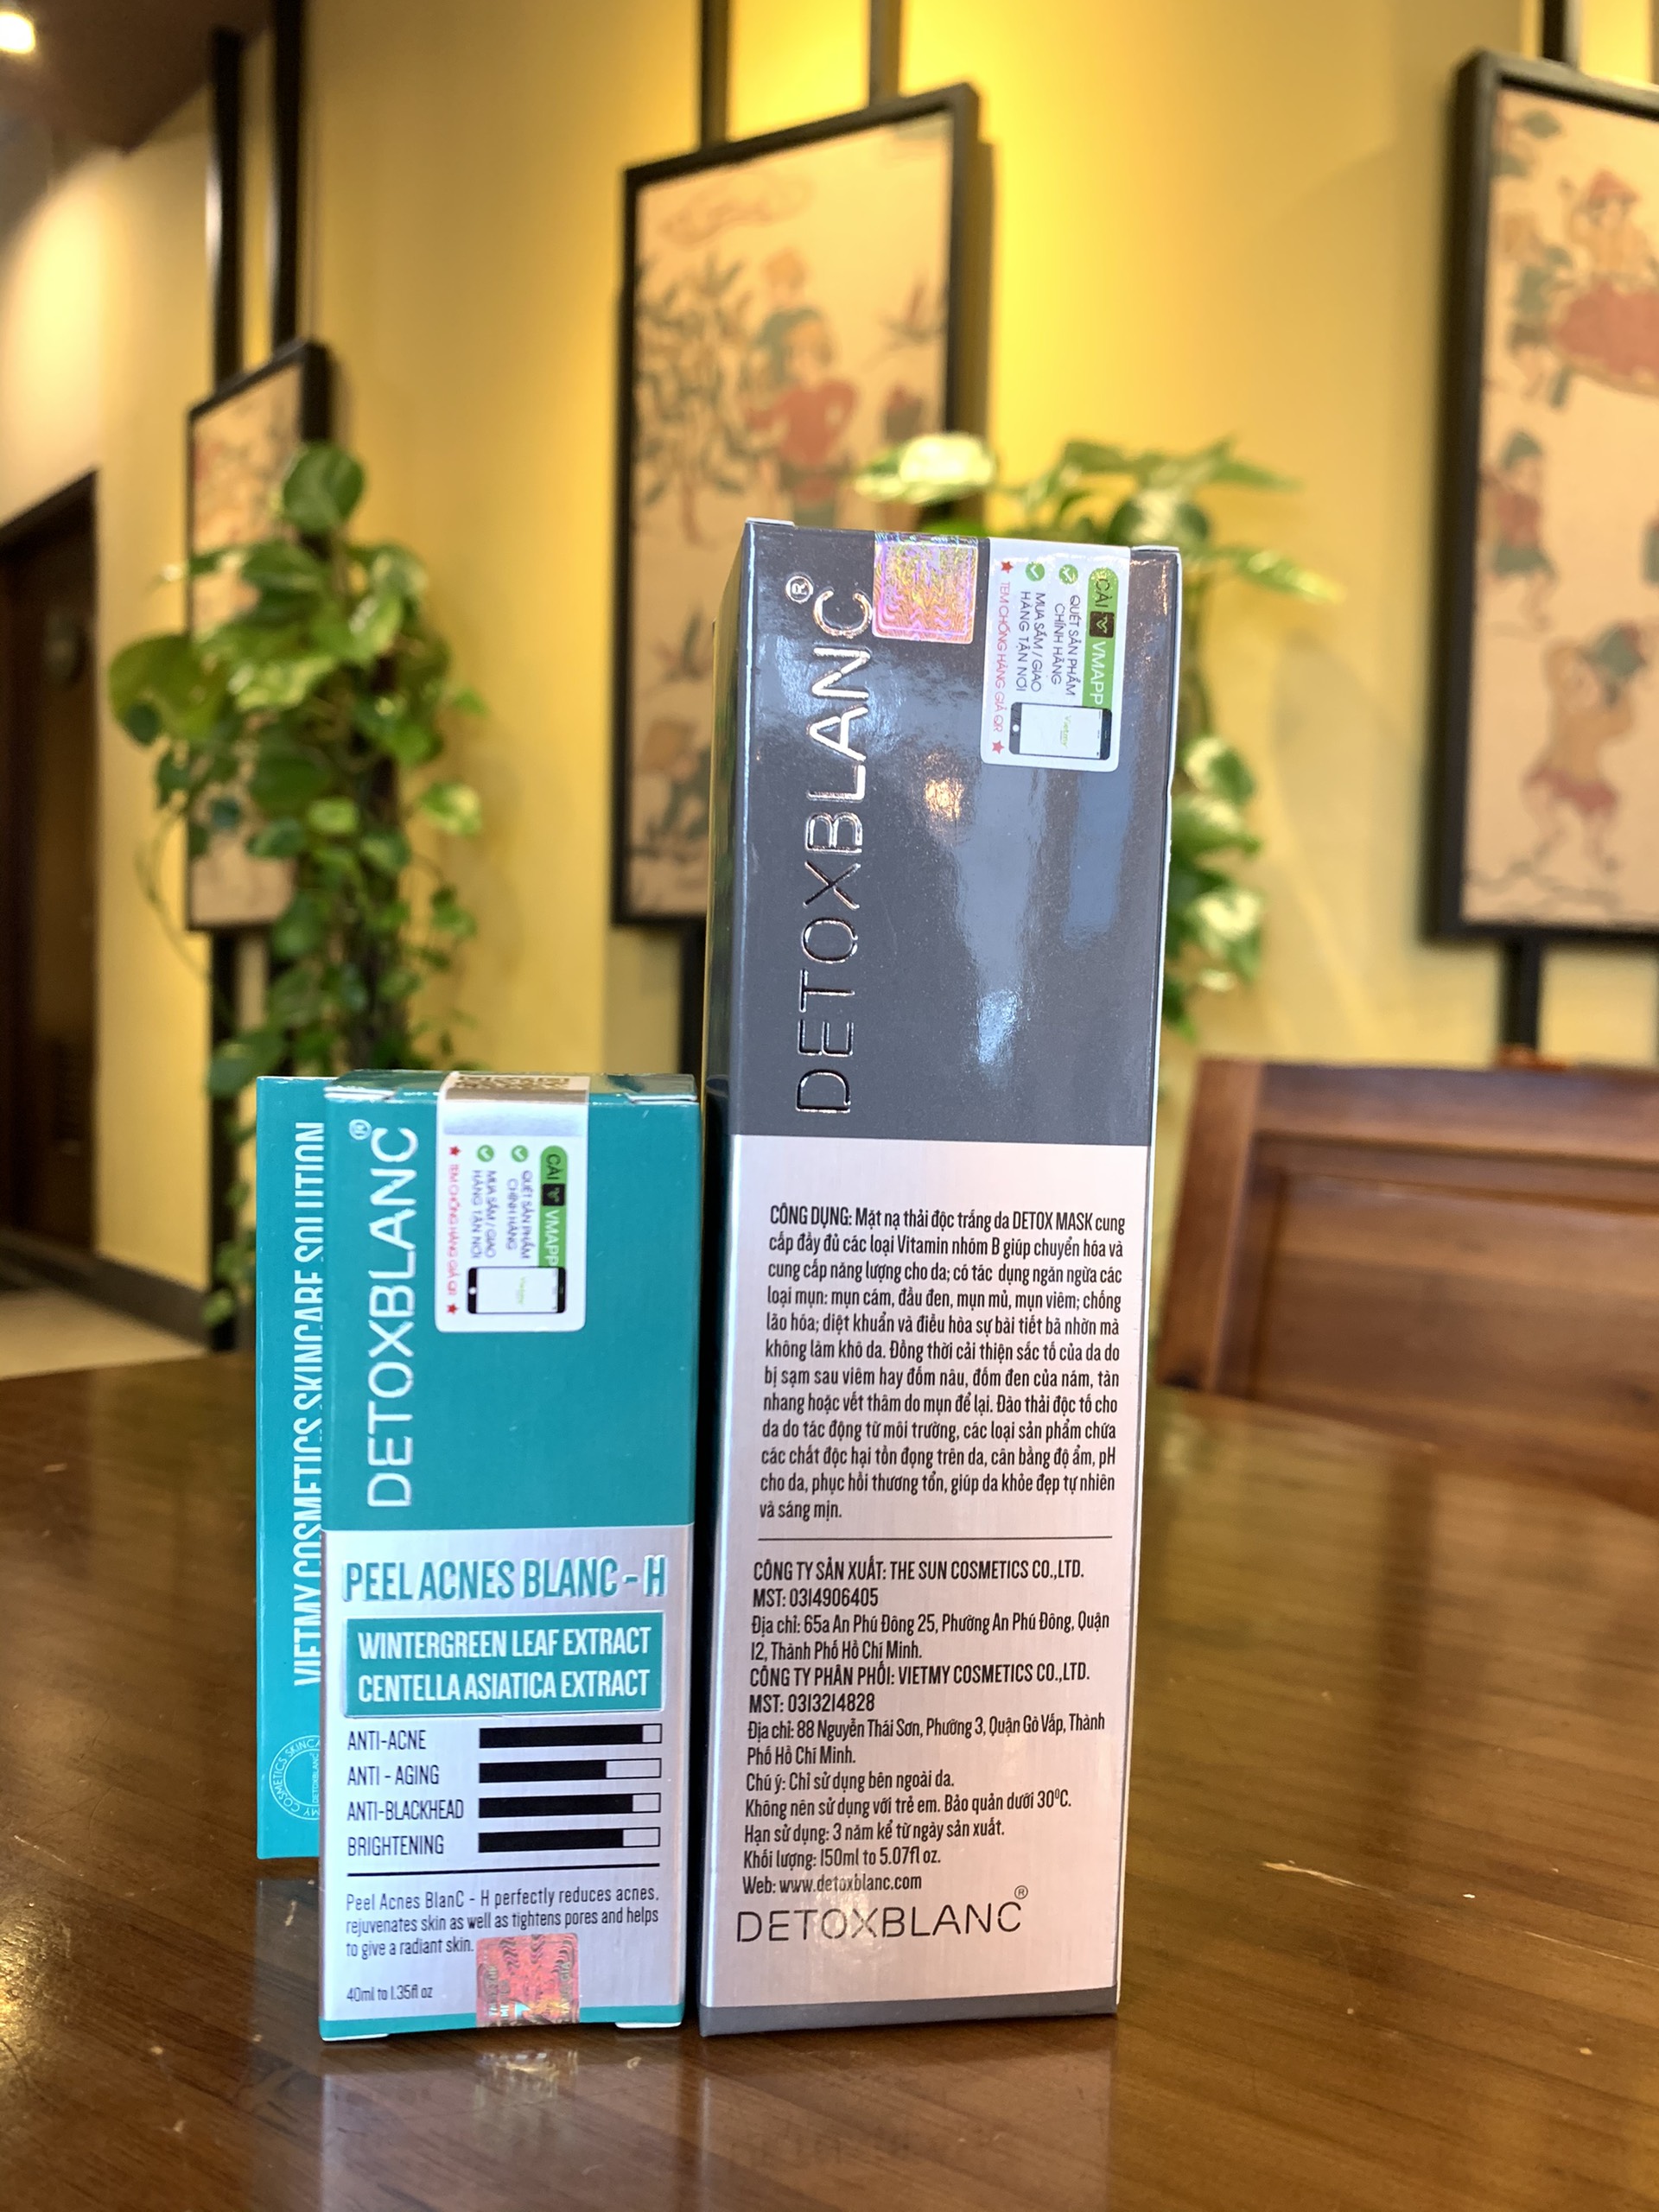 VIETMY COSMETICS SKINCARE SOLUTION
DETOXBLANC®
CÀI VMAPP
QUÉT SẢN PHẨM
CHÍNH HÃNG
MUA SẮM / GIAO
HÀNG TẬN NƠI
TEM CHỐNG HÀNG GIẢ QR
PEEL ACNES BLANC - H
WINTERGREEN LEAF EXTRACT
CENTELLA ASIATICA EXTRACT
ANTI-ACNE
ANTI - AGING
ANTI-BLACKHEAD
BRIGHTENING
Peel Acnes BlanC - H perfectly reduces acnes,
rejuvenates skin as well as tightens pores and helps
to give a radiant skin.
40ml to 1.35fl oz
DETOXBLANC®
CÀI VMAPP
QUÉT SẢN PHẨM
CHÍNH HÃNG
MUA SẮM / GIAO
HÀNG TẬN NƠI
TEM CHỐNG HÀNG GIẢ QR
Vietmy
CÔNG DỤNG: Mặt nạ thải độc trắng da DETOX MASK cung
cấp đầy đủ các loại Vitamin nhóm B giúp chuyển hóa và
cung cấp năng lượng cho da; có tác dụng ngăn ngừa các
loại mụn: mụn cám, đầu đen, mụn mủ, mụn viêm; chống
lão hóa; diệt khuẩn và điều hòa sự bài tiết bã nhờn mà
không làm khô da. Đồng thời cải thiện sắc tố của da do
bị sạm sau viêm hay đốm nâu, đốm đen của nám, tàn
nhang hoặc vết thâm do mụn để lại. Đào thải độc tố cho
da do tác động từ môi trường, các loại sản phẩm chứa
các chất độc hại tồn đọng trên da, cân bằng độ ẩm, pH
cho da, phục hồi thương tổn, giúp da khỏe đẹp tự nhiên
và sáng mịn.
CÔNG TY SẢN XUẤT: THE SUN COSMETICS CO.,LTD.
MST: 0314906405
Địa chỉ: 65a An Phú Đông 25, Phường An Phú Đông, Quận
12, Thành Phố Hồ Chí Minh.
CÔNG TY PHÂN PHỐI: VIETMY COSMETICS CO.,LTD.
MST: 0313214828
Địa chỉ: 88 Nguyễn Thái Sơn, Phường 3, Quận Gò Vấp, Thành
Phố Hồ Chí Minh.
Chú ý: Chỉ sử dụng bên ngoài da.
Không nên sử dụng với trẻ em. Bảo quản dưới 30⁰C.
Hạn sử dụng: 3 năm kể từ ngày sản xuất.
Khối lượng: 150ml to 5.07fl oz.
Web: www.detoxblanc.com
DETOXBLANC®